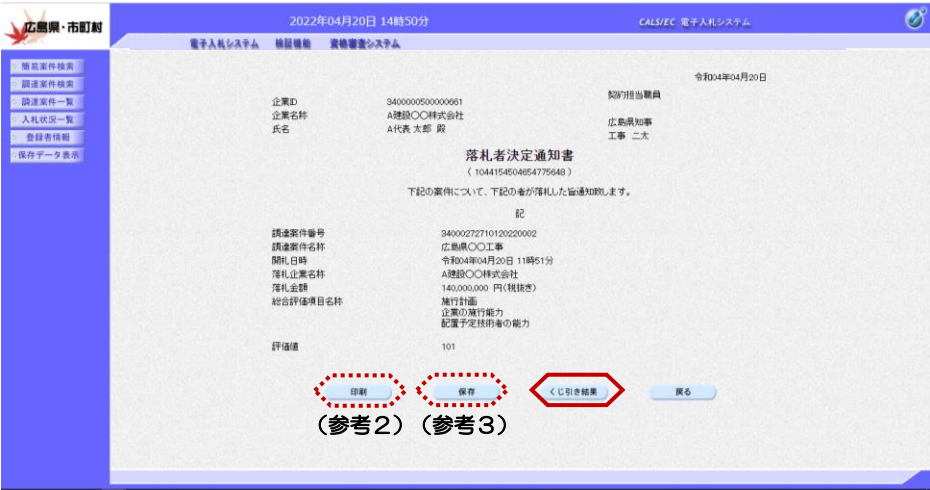 広島県・市町村
2022年04月20日 14時50分
CALS/EC 電子入札システム
電子入札システム 検証機能 資格審査システム
簡易案件検索
調達案件検索
調達案件一覧
入札状況一覧
登録者情報
保存データ表示
令和04年04月20日
企業ID 3400000500000661
企業名称 A建設〇〇株式会社
氏名 A代表 太郎 殿
契約担当職員
広島県知事
工事 二太
落札者決定通知書
( 1044154504654775648 )
下記の案件について、下記の者が落札した旨通知致します。
記
調達案件番号 34000272710120220002
調達案件名称 広島県〇〇工事
開札日時 令和04年04月20日 11時51分
落札企業名称 A建設〇〇株式会社
落札金額 140,000,000 円(税抜き)
総合評価項目名称 施行計画
企業の施行能力
配置予定技術者の能力
評価値 101
印刷 保存 くじ引き結果 戻る
(参考2) (参考3)